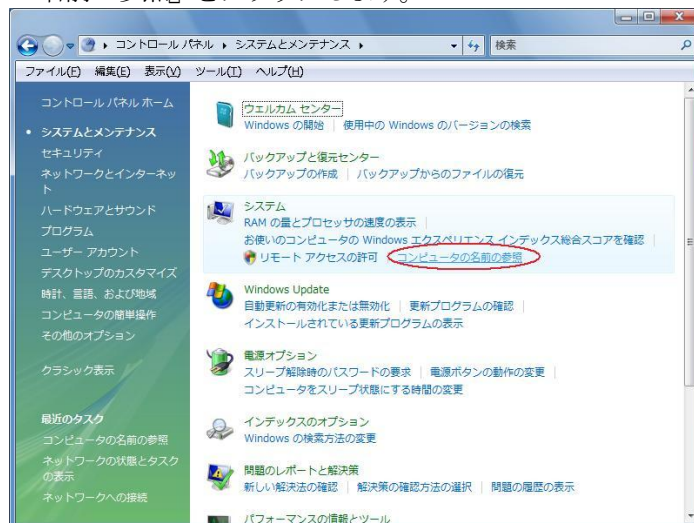 コントロール パネル ▸ システムとメンテナンス ▸
検索
ファイル(F) 編集(E) 表示(V) ツール(T) ヘルプ(H)
コントロール パネル ホーム
システムとメンテナンス
セキュリティ
ネットワークとインターネッ
ト
ハードウェアとサウンド
プログラム
ユーザー アカウント
デスクトップのカスタマイズ
時計、言語、および地域
コンピュータの簡単操作
その他のオプション
クラシック表示
最近のタスク
コンピュータの名前の参照
ネットワークの状態とタスク
の表示
ネットワークへの接続
ウェルカム センター
Windows の開始 | 使用中の Windows のバージョンの検索
バックアップと復元センター
バックアップの作成 | バックアップからのファイルの復元
システム
RAM の量とプロセッサの速度の表示 |
お使いのコンピュータの Windows エクスペリエンス インデックス総合スコアを確認 |
リモート アクセスの許可 | コンピュータの名前の参照
Windows Update
自動更新の有効化または無効化 | 更新プログラムの確認 |
インストールされている更新プログラムの表示
電源オプション
スリープ解除時のパスワードの要求 | 電源ボタンの動作の変更 |
コンピュータをスリープ状態にする時間の変更
インデックスのオプション
Windows の検索方法の変更
問題のレポートと解決策
新しい解決法の確認 | 解決策の確認方法の選択 | 問題の履歴の表示
パフォーマンスの情報とツール